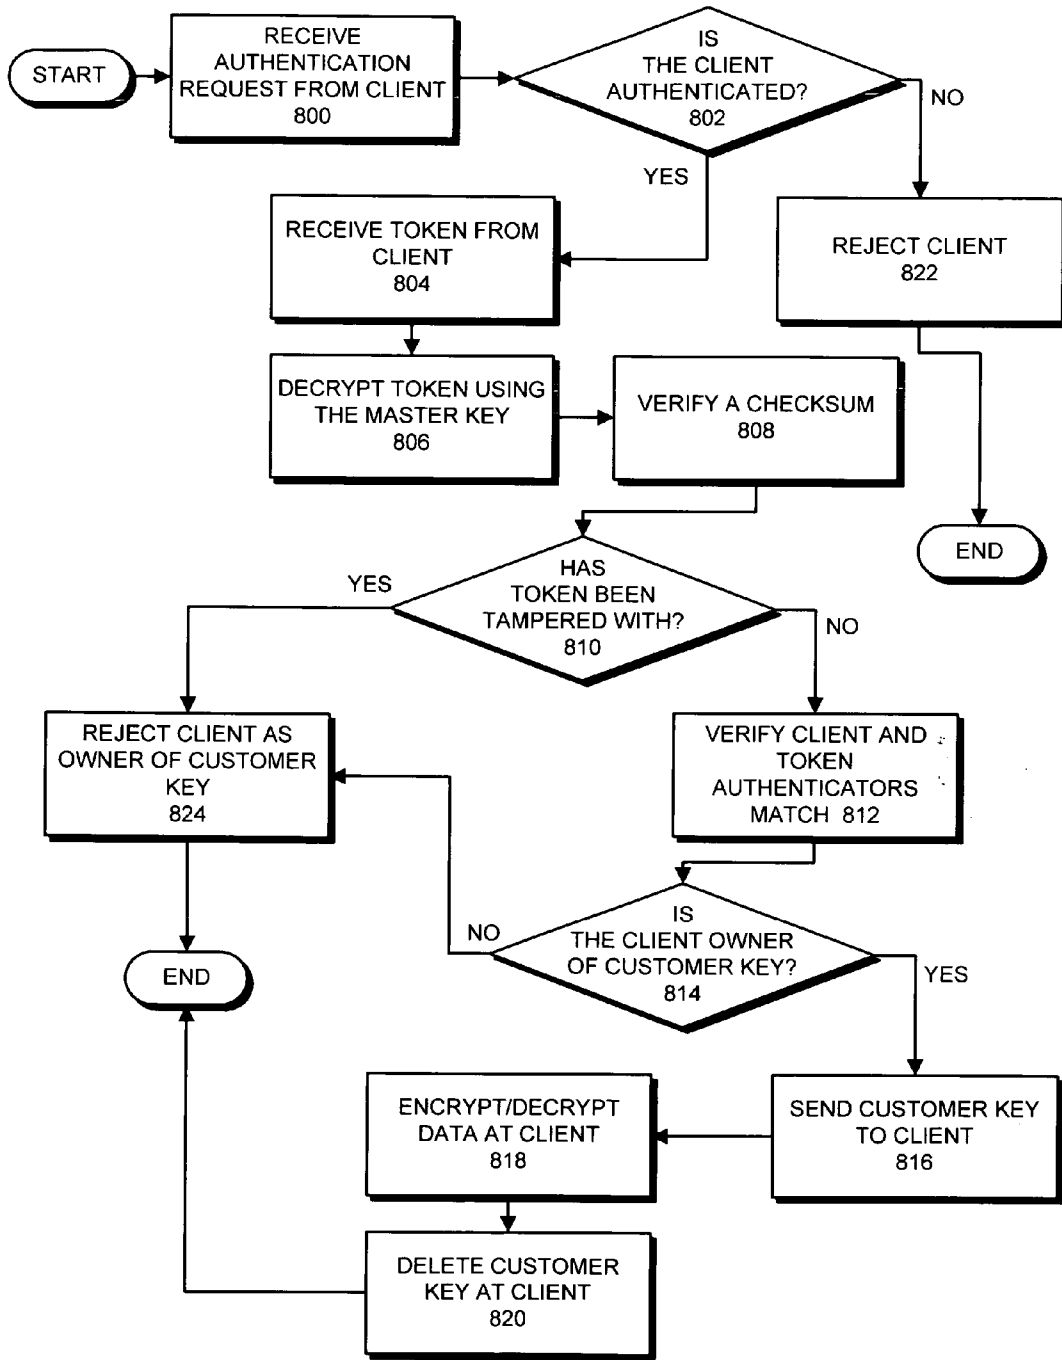 START
RECEIVE
AUTHENTICATION
REQUEST FROM CLIENT
800
IS
THE CLIENT
AUTHENTICATED?
802
NO
YES
RECEIVE TOKEN FROM
CLIENT
804
REJECT CLIENT
822
DECRYPT TOKEN USING
THE MASTER KEY
806
VERIFY A CHECKSUM
808
END
HAS
TOKEN BEEN
TAMPERED WITH?
810
YES
NO
REJECT CLIENT AS
OWNER OF CUSTOMER
KEY
824
VERIFY CLIENT AND
TOKEN
AUTHENTICATORS
MATCH 812
IS
THE CLIENT OWNER
OF CUSTOMER KEY?
814
NO
YES
END
ENCRYPT/DECRYPT
DATA AT CLIENT
818
SEND CUSTOMER KEY
TO CLIENT
816
DELETE CUSTOMER
KEY AT CLIENT
820